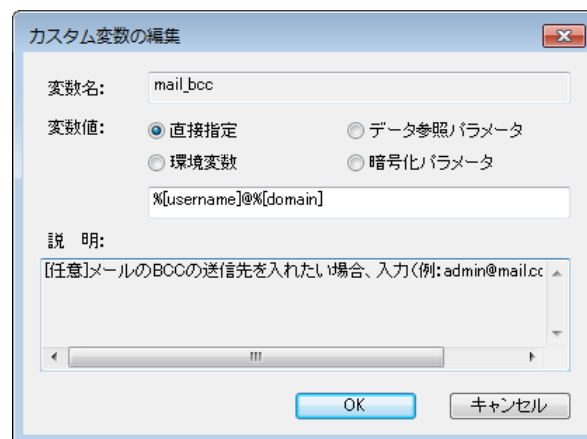 カスタム変数の編集
変数名:
mail_bcc
変数値:
直接指定
データ参照パラメータ
環境変数
暗号化パラメータ
%[username]@%[domain]
説 明:
[任意]メールのBCCの送信先を入れたい場合、入力(例:admin@mail.cc
OK
キャンセル